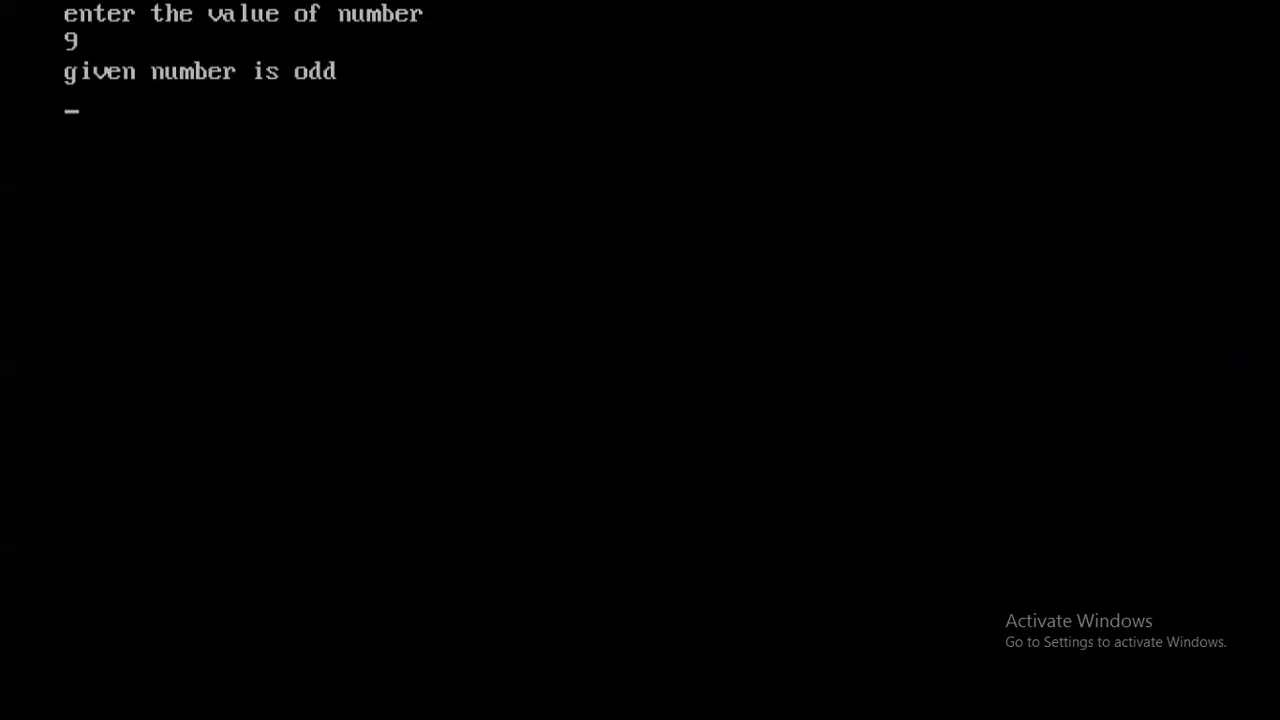 enter the value of number
9
given number is odd
_
Activate Windows
Go to Settings to activate Windows.